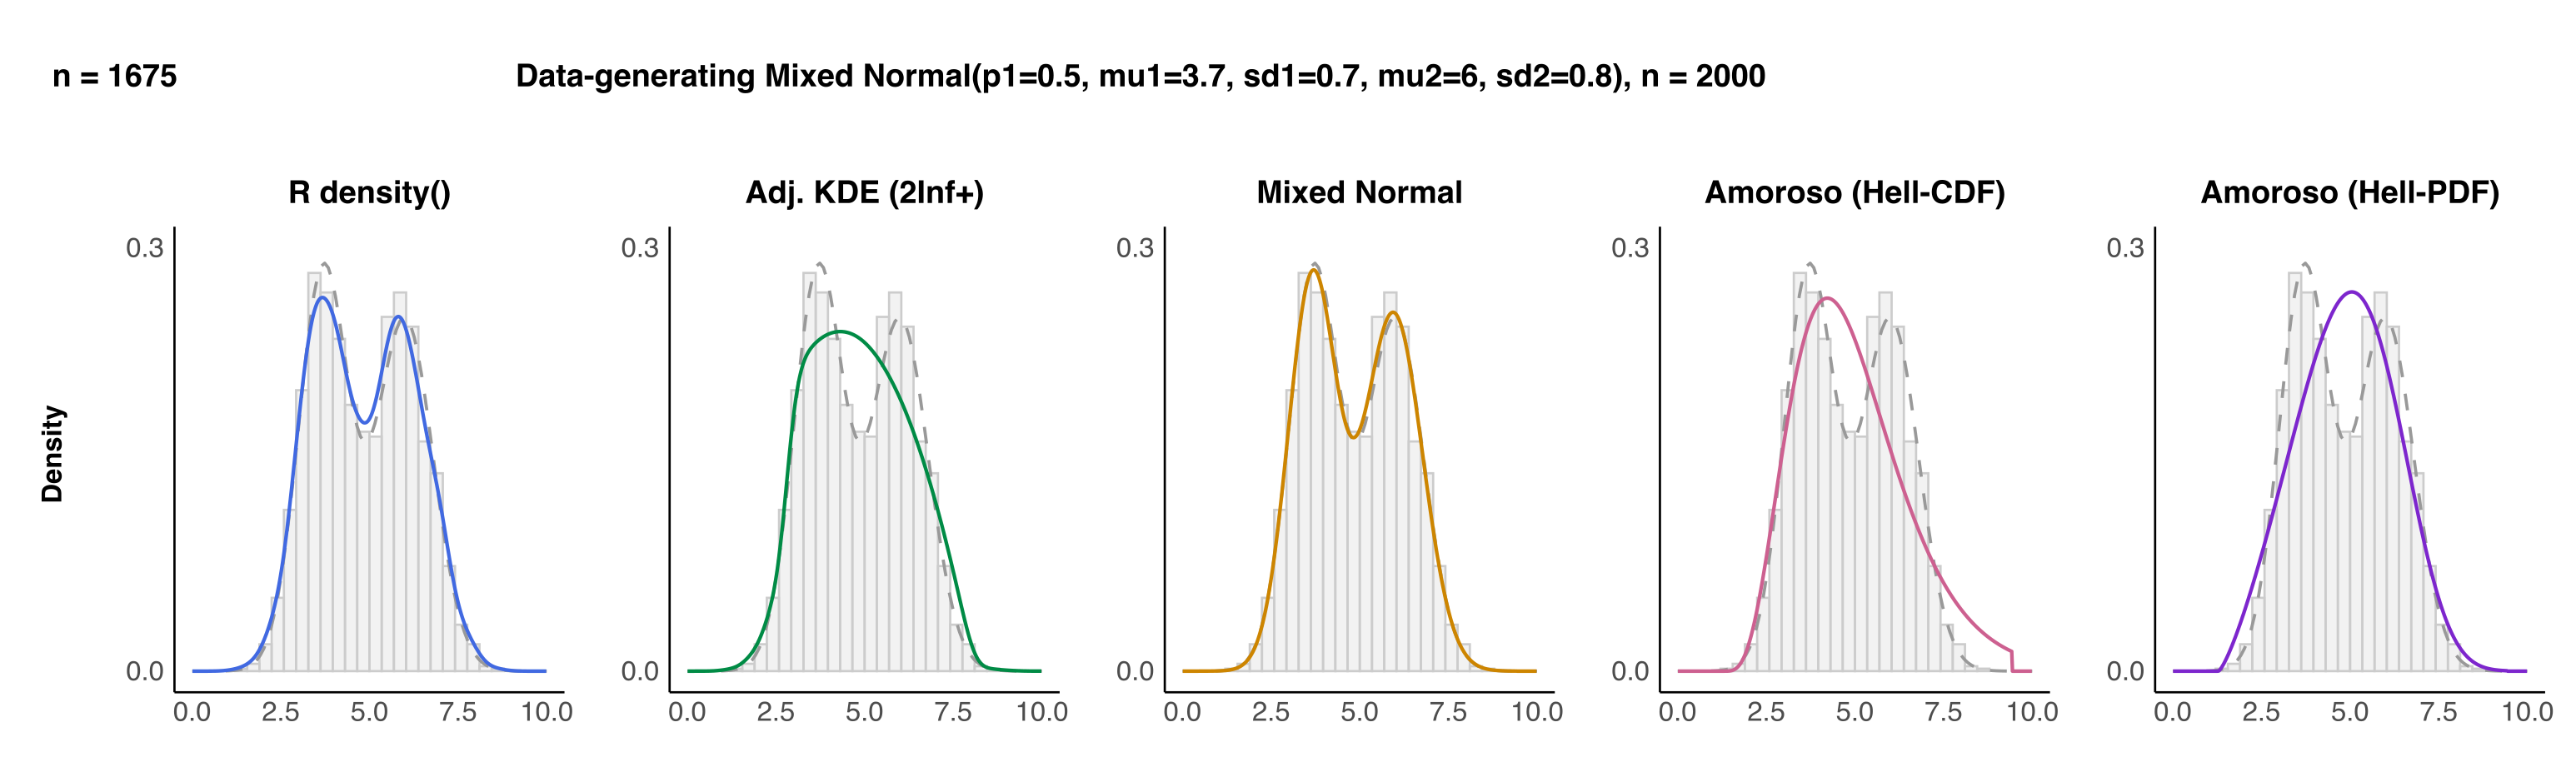 n = 1675
Data-generating Mixed Normal(p1=0.5, mu1=3.7, sd1=0.7, mu2=6, sd2=0.8), n = 2000
R density()
Adj. KDE (2Inf+)
Mixed Normal
Amoroso (Hell-CDF)
Amoroso (Hell-PDF)
Density
0.3
0.0
0.0 2.5 5.0 7.5 10.0
0.3
0.0
0.0 2.5 5.0 7.5 10.0
0.3
0.0
0.0 2.5 5.0 7.5 10.0
0.3
0.0
0.0 2.5 5.0 7.5 10.0
0.3
0.0
0.0 2.5 5.0 7.5 10.0